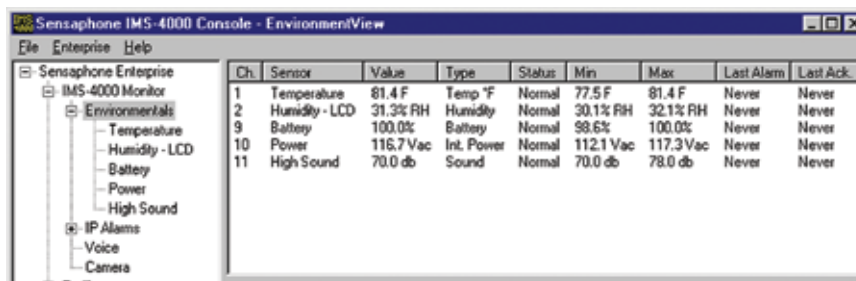 Sensaphone IMS-4000 Console - EnvironmentView
File Enterprise Help
Sensaphone Enterprise
IMS-4000 Monitor
Environmentals
Temperature
Humidity - LCD
Battery
Power
High Sound
IP Alarms
Voice
Camera
Ch. Sensor Value Type Status Min Max Last Alarm Last Ack.
1 Temperature 81.4 F Temp °F Normal 77.5 F 81.4 F Never Never
2 Humidity - LCD 31.3% RH Humidity Normal 30.1% RH 32.1% RH Never Never
9 Battery 100.0% Battery Normal 98.6% 100.0% Never Never
10 Power 116.7 Vac Int. Power Normal 112.1 Vac 117.3 Vac Never Never
11 High Sound 70.0 db Sound Normal 70.0 db 78.0 db Never Never